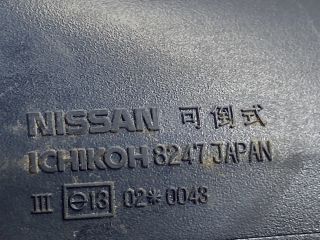 NISSAN 可倒式
ICHIKOH 8247 JAPAN
III e13 02*0043